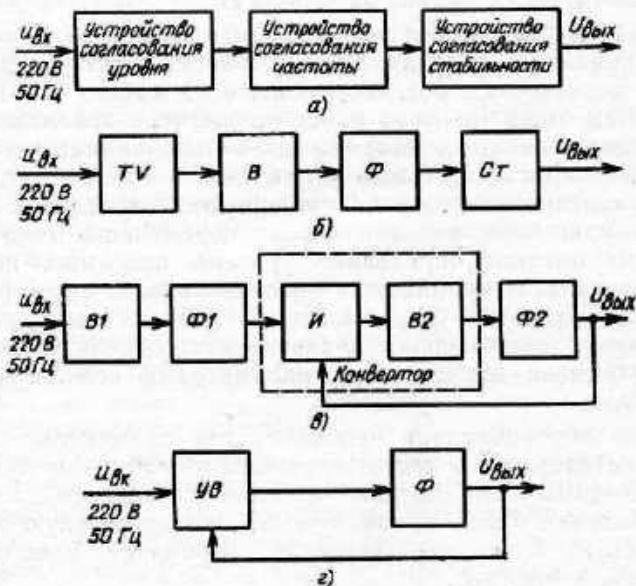 uвх
220 В
50 Гц
Устройство согласования уровня
Устройство согласования частоты
Устройство согласования стабильности
Uвых
а)
uвх
220 В
50 Гц
TV
В
Ф
Ст
Uвых
б)
uвх
220 В
50 Гц
В1
Ф1
И
В2
Ф2
Uвых
Конвертор
в)
uвх
220 В
50 Гц
УВ
Ф
Uвых
г)